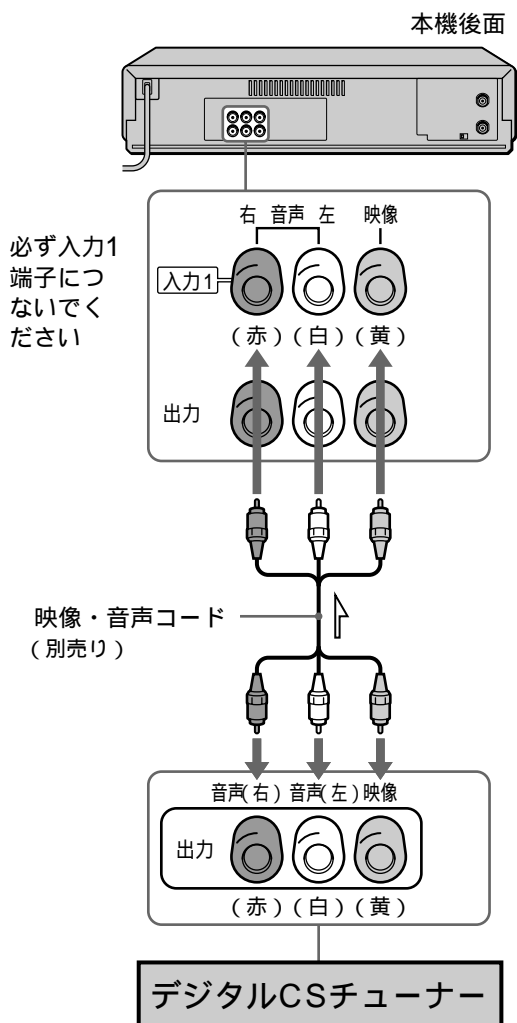 本機後面
必ず入力1
端子につ
ないでく
ださい
右 音声 左 映像
入力1
(赤)(白)(黄)
出力
映像・音声コード
(別売り)
音声(右)音声(左)映像
出力
(赤)(白)(黄)
デジタルCSチューナー